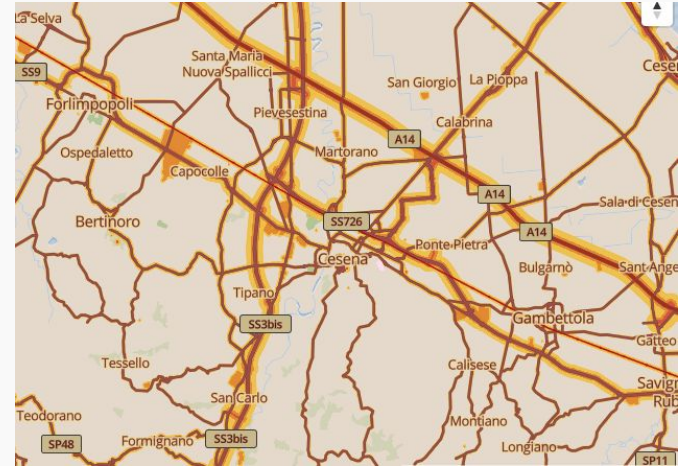 La Selva
Santa Maria
Nuova Spallicci
SS9
San Giorgio
La Pioppa
Forlimpopoli
Pievesestina
Calabrina
Ospedaletto
Martorano
A14
Capocolle
A14
Sala di Cesen
Bertinoro
SS726
A14
Ponte Pietra
Cesena
Bulgarnò
Sant'Ange
Tipano
Gambettola
SS3bis
Gatteo
Tessello
Calisese
Savign
Rub
San Carlo
Teodorano
Montiano
SP48
Formignano
SS3bis
Longiano
SP11